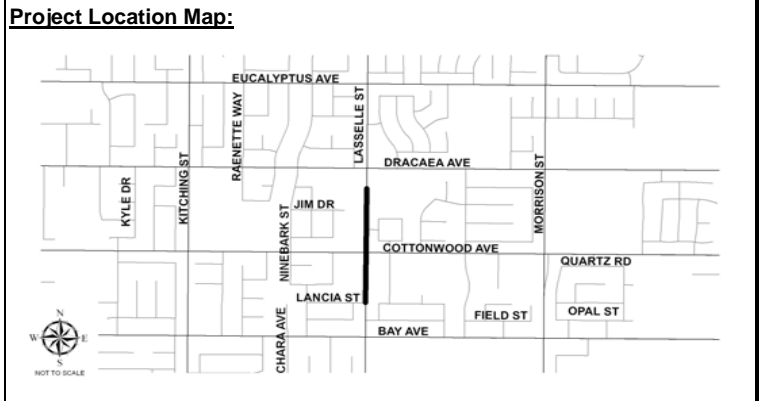 Project Location Map:
EUCALYPTUS AVE
RAENETTE WAY
LASSELLE ST
DRACAEA AVE
KITCHING ST
MORRISON ST
KYLE DR
JIM DR
NINEBARK ST
COTTONWOOD AVE
QUARTZ RD
LANCIA ST
FIELD ST
OPAL ST
CHARA AVE
BAY AVE
N
W
E
S
NOT TO SCALE